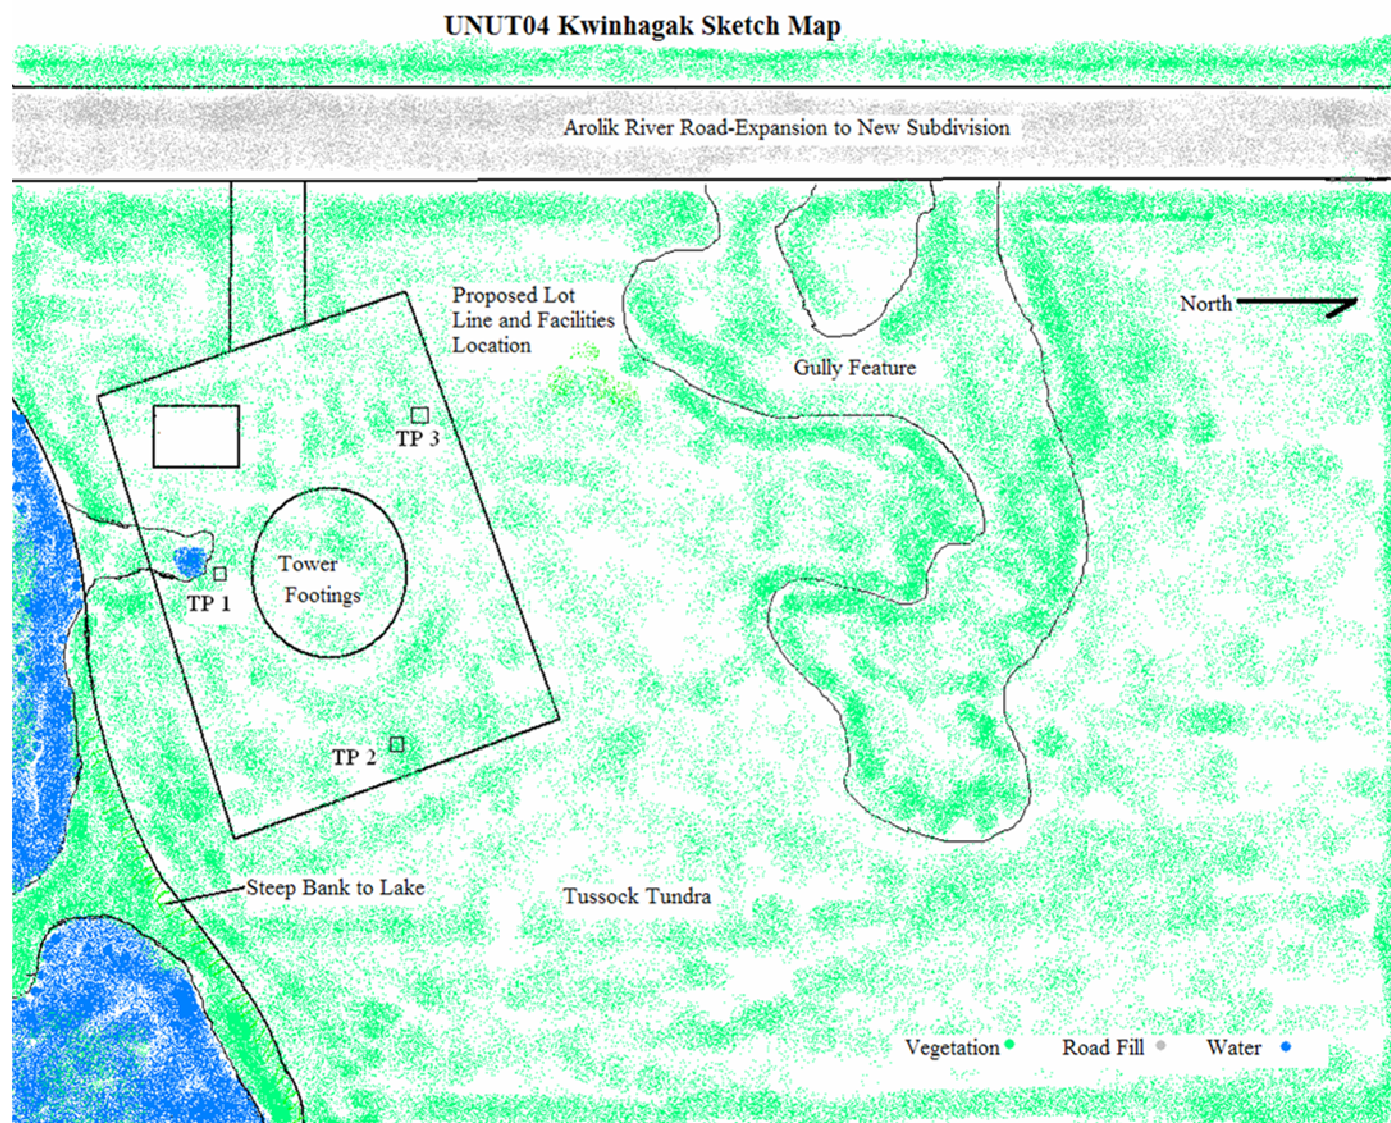 UNUT04 Kwinhagak Sketch Map
Arolik River Road-Expansion to New Subdivision
Proposed Lot
Line and Facilities
Location
North
Gully Feature
TP 3
Tower
Footings
TP 1
TP 2
Steep Bank to Lake
Tussock Tundra
Vegetation
Road Fill
Water